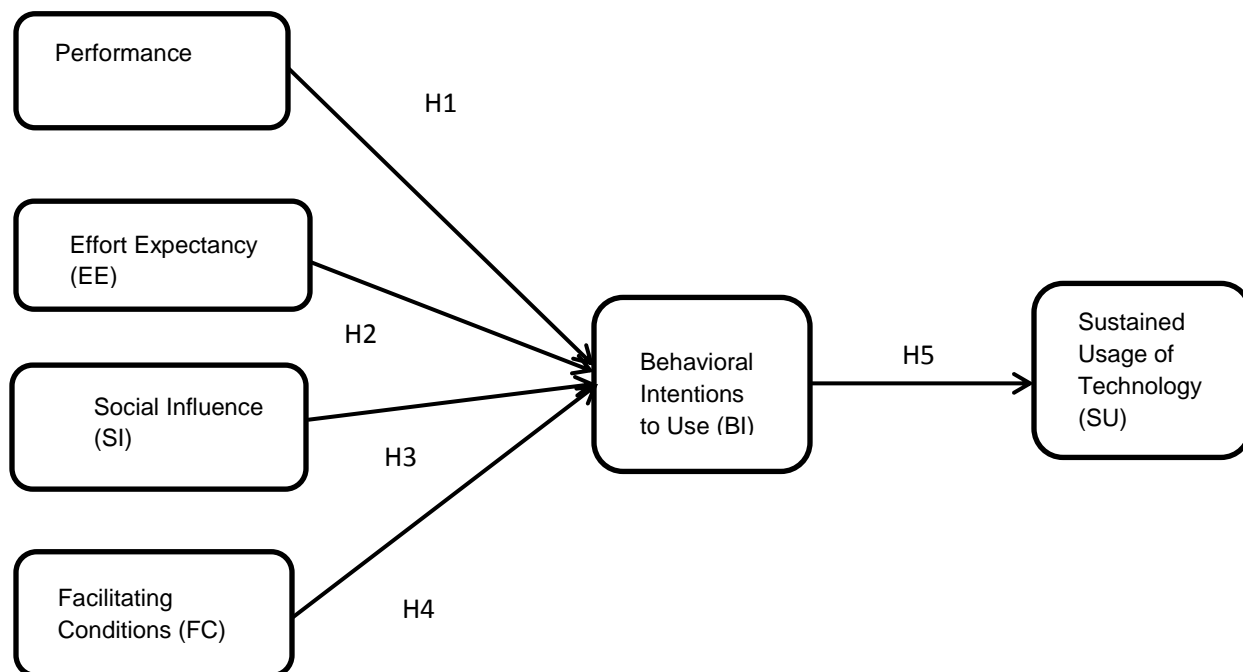 Performance
H1
Effort Expectancy
(EE)
H2
Social Influence
(SI)
H3
Facilitating
Conditions (FC)
H4
Behavioral
Intentions
to Use (BI)
H5
Sustained
Usage of
Technology
(SU)